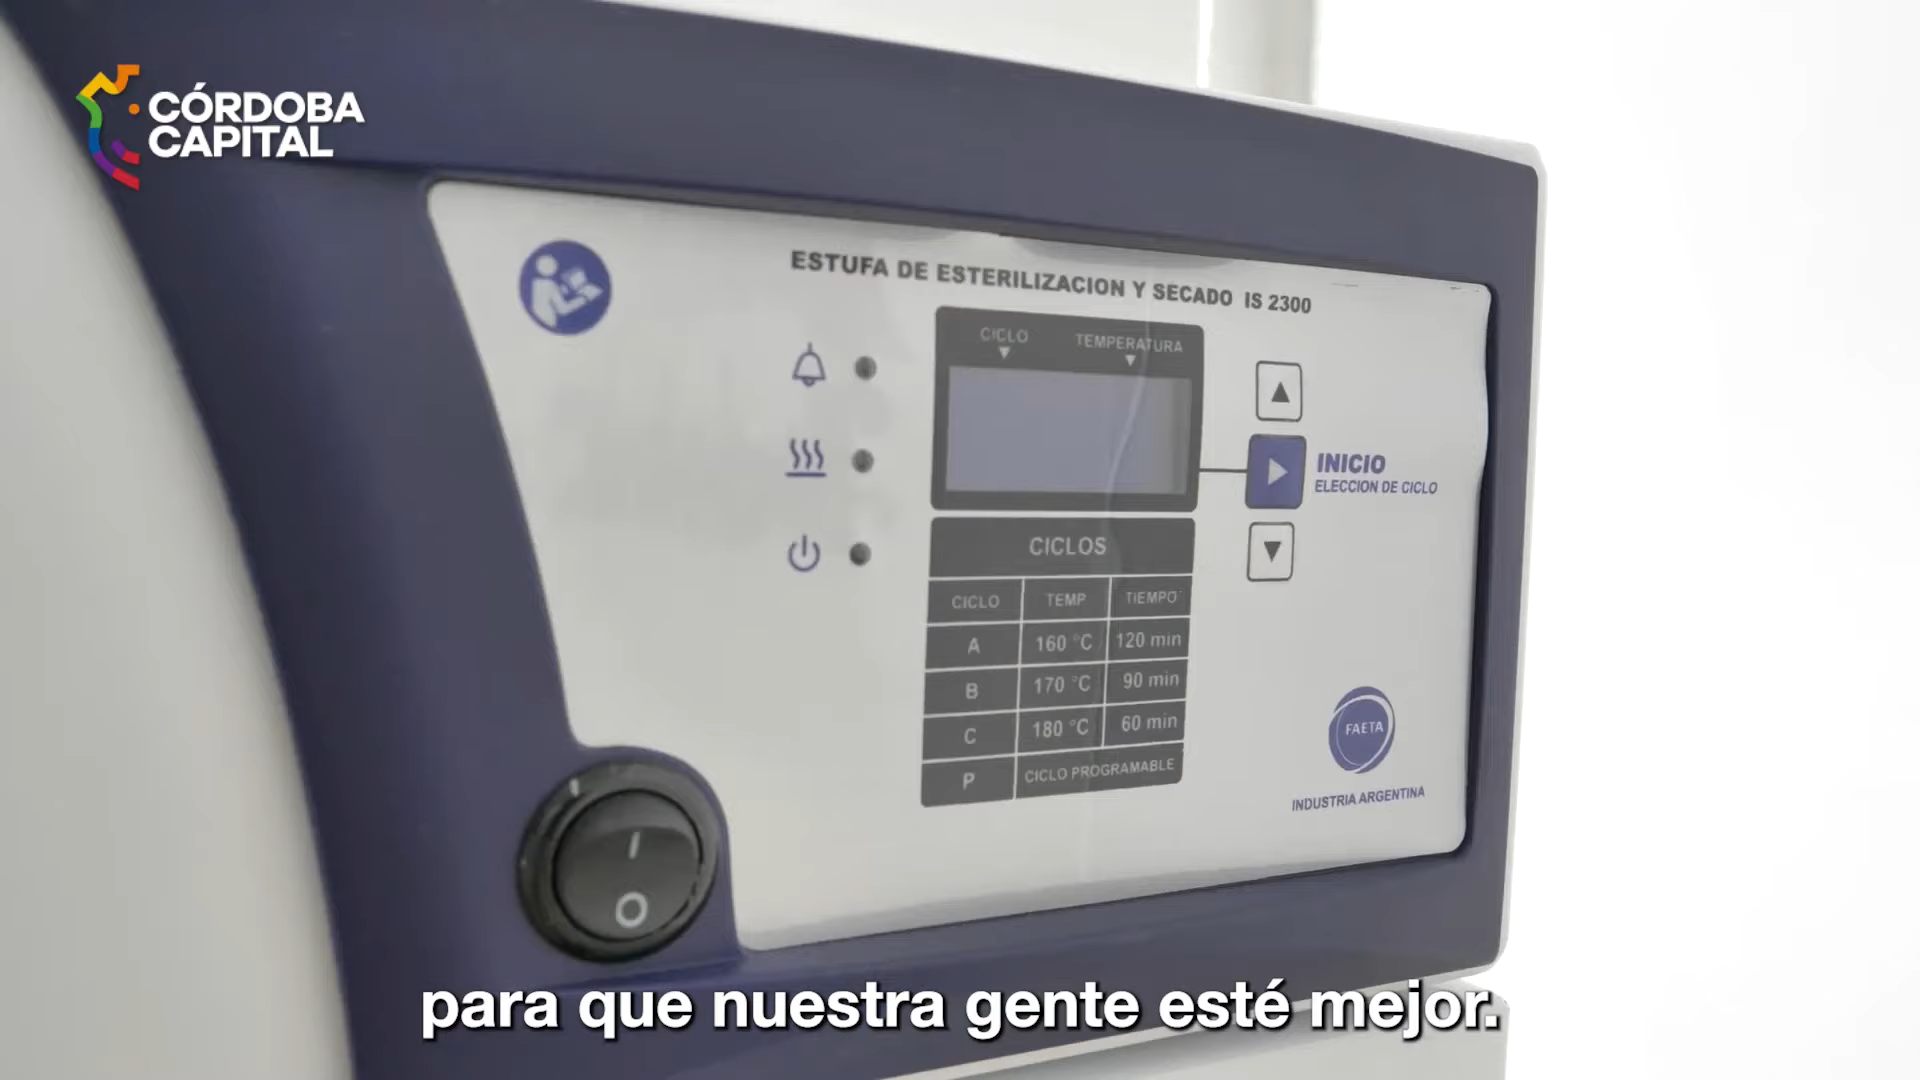 CÓRDOBA
CAPITAL
ESTUFA DE ESTERILIZACION Y SECADO IS 2300
CICLO TEMPERATURA
INICIO
ELECCION DE CICLO
CICLOS
CICLO TEMP TIEMPO
A 160 °C 120 min
B 170 °C 90 min
C 180 °C 60 min
P CICLO PROGRAMABLE
FAETA
INDUSTRIA ARGENTINA
para que nuestra gente esté mejor.